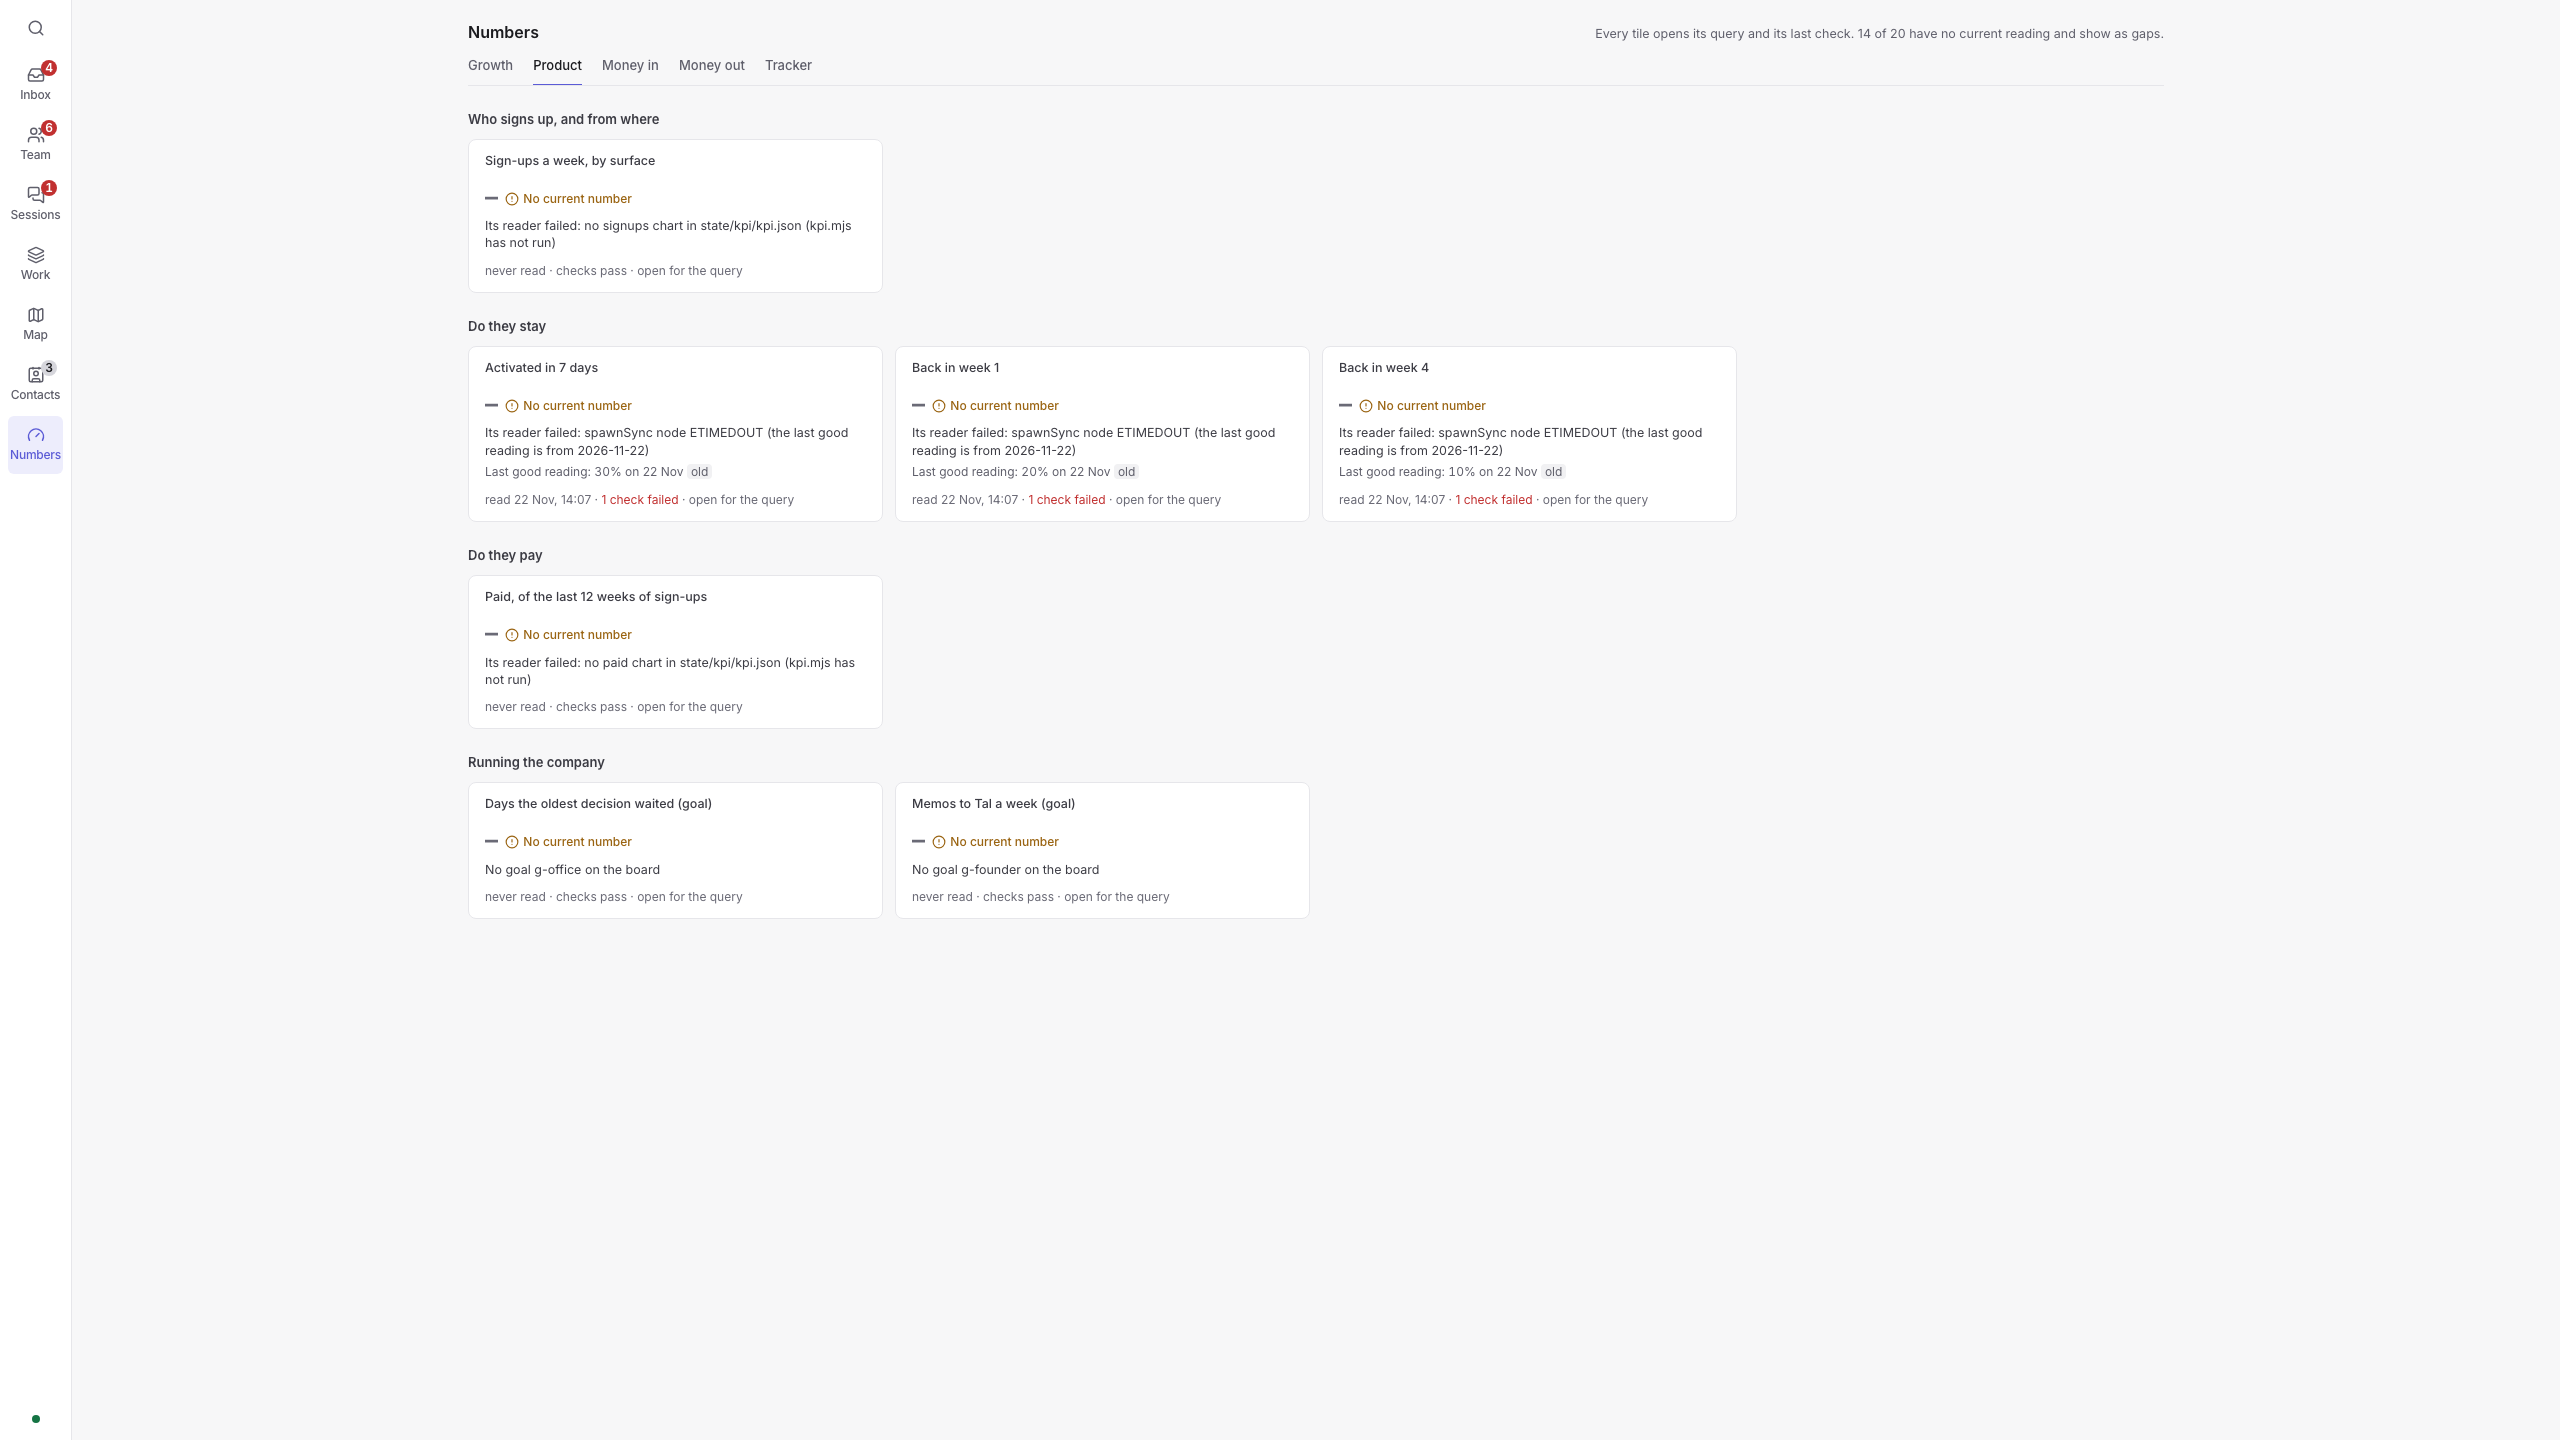 4
Inbox
6
Team
1
Sessions
Work
Map
3
Contacts
Numbers
Numbers
Every tile opens its query and its last check. 14 of 20 have no current reading and show as gaps.
Growth
Product
Money in
Money out
Tracker
Who signs up, and from where
Sign-ups a week, by surface
No current number
Its reader failed: no signups chart in state/kpi/kpi.json (kpi.mjs
has not run)
never read · checks pass · open for the query
Do they stay
Activated in 7 days
No current number
Its reader failed: spawnSync node ETIMEDOUT (the last good
reading is from 2026-11-22)
Last good reading: 30% on 22 Nov old
read 22 Nov, 14:07 · 1 check failed · open for the query
Back in week 1
No current number
Its reader failed: spawnSync node ETIMEDOUT (the last good
reading is from 2026-11-22)
Last good reading: 20% on 22 Nov old
read 22 Nov, 14:07 · 1 check failed · open for the query
Back in week 4
No current number
Its reader failed: spawnSync node ETIMEDOUT (the last good
reading is from 2026-11-22)
Last good reading: 10% on 22 Nov old
read 22 Nov, 14:07 · 1 check failed · open for the query
Do they pay
Paid, of the last 12 weeks of sign-ups
No current number
Its reader failed: no paid chart in state/kpi/kpi.json (kpi.mjs has
not run)
never read · checks pass · open for the query
Running the company
Days the oldest decision waited (goal)
No current number
No goal g-office on the board
never read · checks pass · open for the query
Memos to Tal a week (goal)
No current number
No goal g-founder on the board
never read · checks pass · open for the query